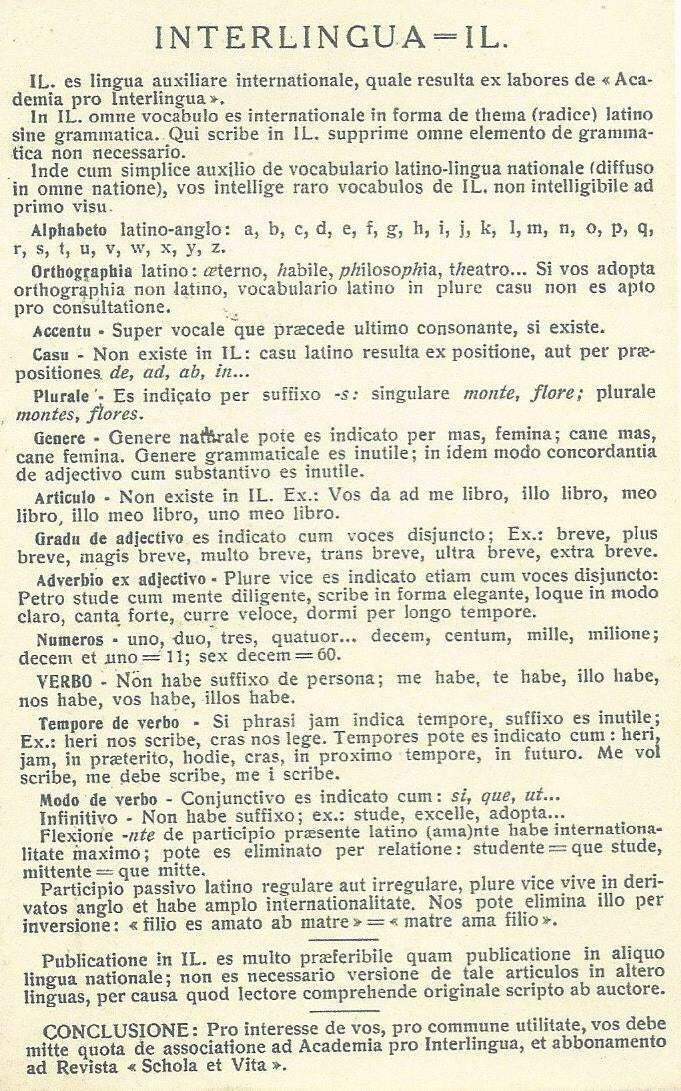 INTERLINGUA=IL.
IL. es lingua auxiliare internationale, quale resulta ex labores de « Aca-
demia pro Interlingua ».
In IL. omne vocabulo es internationale in forma de thema (radice) latino
sine grammatica. Qui scribe in IL. supprime omne elemento de gramma-
tica non necessario.
Inde cum simplice auxilio de vocabulario latino-lingua nationale (diffuso
in omne natione), vos intellige raro vocabulos de IL. non intelligibile ad
primo visu.
Alphabeto latino-anglo: a, b, c, d, e, f, g, h, i, j, k, l, m, n, o, p, q,
r, s, t, u, v, w, x, y, z.
Orthographia latino: æterno, habile, philosophia, theatro... Si vos adopta
orthographia non latino, vocabulario latino in plure casu non es apto
pro consultatione.
Accentu - Super vocale que præcede ultimo consonante, si existe.
Casu - Non existe in IL: casu latino resulta ex positione, aut per præ-
positiones de, ad, ab, in...
Plurale - Es indicato per suffixo -s: singulare monte, flore; plurale
montes, flores.
Genere - Genere naturale pote es indicato per mas, femina; cane mas,
cane femina. Genere grammaticale es inutile; in idem modo concordantia
de adjectivo cum substantivo es inutile.
Articulo - Non existe in IL. Ex.: Vos da ad me libro, illo libro, meo
libro, illo meo libro, uno meo libro.
Gradu de adjectivo es indicato cum voces disjuncto; Ex.: breve, plus
breve, magis breve, multo breve, trans breve, ultra breve, extra breve.
Adverbio ex adjectivo - Plure vice es indicato etiam cum voces disjuncto:
Petro stude cum mente diligente, scribe in forma elegante, loque in modo
claro, canta forte, curre veloce, dormi per longo tempore.
Numeros - uno, duo, tres, quatuor... decem, centum, mille, milione;
decem et uno = 11; sex decem = 60.
VERBO - Non habe suffixo de persona; me habe, te habe, illo habe,
nos habe, vos habe, illos habe.
Tempore de verbo - Si phrasi jam indica tempore, suffixo es inutile;
Ex.: heri nos scribe, cras nos lege. Tempores pote es indicato cum: heri,
jam, in præterito, hodie, cras, in proximo tempore, in futuro. Me vol
scribe, me debe scribe, me i scribe.
Modo de verbo - Conjunctivo es indicato cum: si, que, ut...
Infinitivo - Non habe suffixo; ex.: stude, excelle, adopta...
Flexione -nte de participio præsente latino (ama)nte habe internationa-
litate maximo; pote es eliminato per relatione: studente = que stude,
mittente = que mitte.
Participio passivo latino regulare aut irregulare, plure vice vive in deri-
vatos anglo et habe amplo internationalitate. Nos pote elimina illo per
inversione: « filio es amato ab matre » = « matre ama filio ».
Publicatione in IL. es multo præferibile quam publicatione in aliquo
lingua nationale; non es necessario versione de tale articulos in altero
linguas, per causa quod lectore comprehende originale scripto ab auctore.
CONCLUSIONE: Pro interesse de vos, pro commune utilitate, vos debe
mitte quota de associatione ad Academia pro Interlingua, et abbonamento
ad Revista « Schola et Vita ».